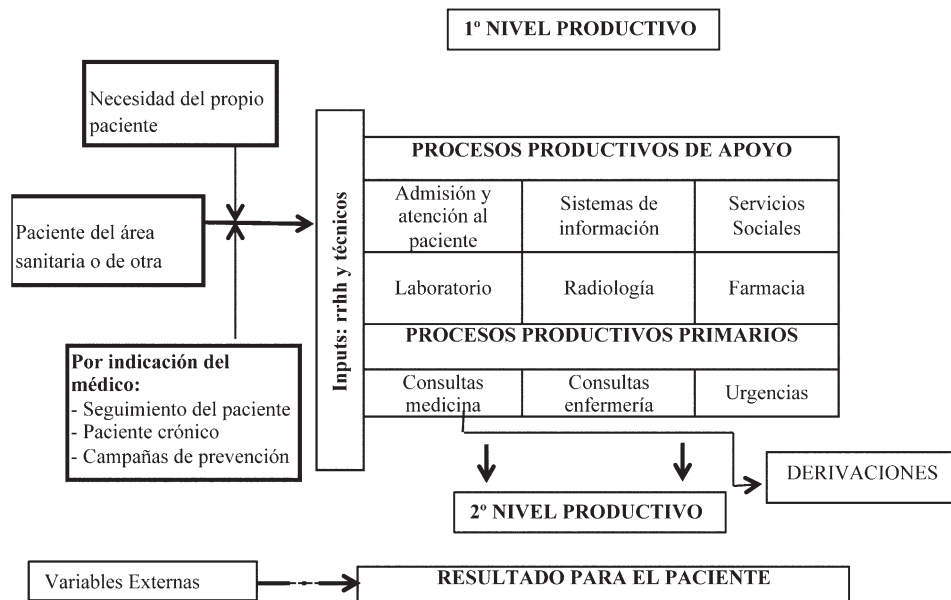 1º NIVEL PRODUCTIVO
Necesidad del propio
paciente
Paciente del área
sanitaria o de otra
Por indicación del
médico:
- Seguimiento del paciente
- Paciente crónico
- Campañas de prevención
Inputs: rrhh y técnicos
PROCESOS PRODUCTIVOS DE APOYO
Admisión y
atención al
paciente
Sistemas de
información
Servicios
Sociales
Laboratorio
Radiología
Farmacia
PROCESOS PRODUCTIVOS PRIMARIOS
Consultas
medicina
Consultas
enfermería
Urgencias
DERIVACIONES
2º NIVEL PRODUCTIVO
Variables Externas
RESULTADO PARA EL PACIENTE